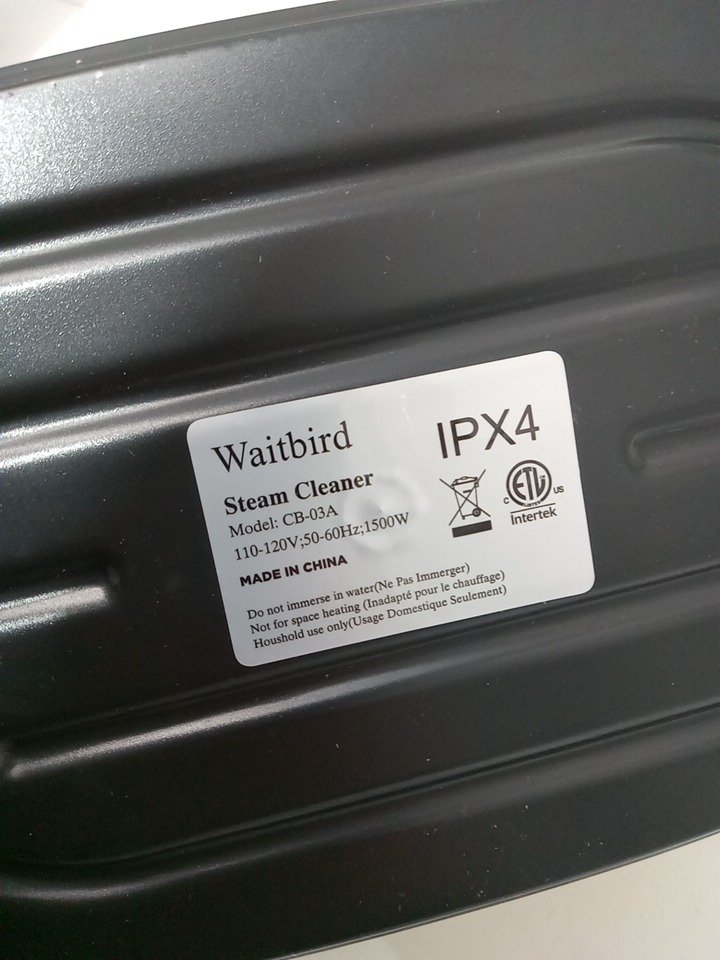 Waitbird
IPX4
Steam Cleaner
Model: CB-03A
110-120V;50-60Hz;1500W
MADE IN CHINA
C ETL US
LISTED
Intertek
Do not immerse in water(Ne Pas Immerger)
Not for space heating (Inadapté pour le chauffage)
Houshold use only(Usage Domestique Seulement)